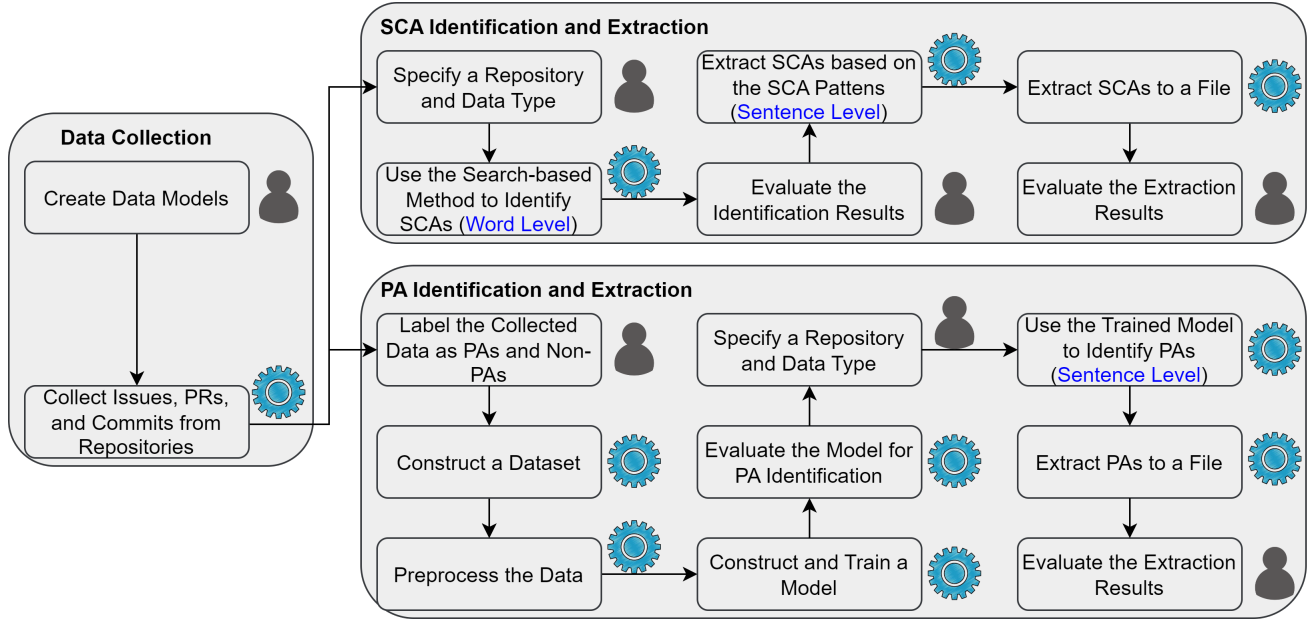 Data Collection
Create Data Models
Collect Issues, PRs,
and Commits from
Repositories
SCA Identification and Extraction
Specify a Repository
and Data Type
Use the Search-based
Method to Identify
SCAs (Word Level)
Evaluate the
Identification Results
Extract SCAs based on
the SCA Pattens
(Sentence Level)
Extract SCAs to a File
Evaluate the Extraction
Results
PA Identification and Extraction
Label the Collected
Data as PAs and Non-
PAs
Construct a Dataset
Preprocess the Data
Construct and Train a
Model
Evaluate the Model for
PA Identification
Specify a Repository
and Data Type
Use the Trained Model
to Identify PAs
(Sentence Level)
Extract PAs to a File
Evaluate the Extraction
Results